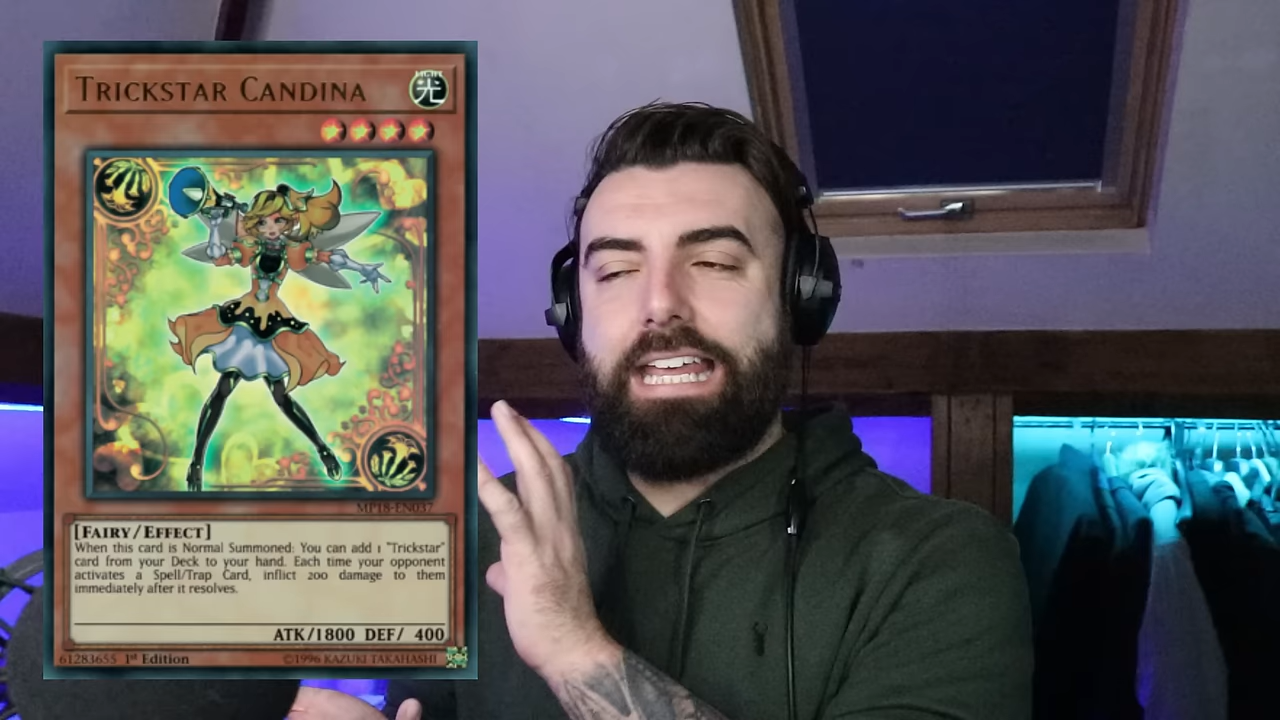 TRICKSTAR CANDINA
LIGHT
光
MP18-EN037
[FAIRY/EFFECT]
When this card is Normal Summoned: You can add 1 "Trickstar"
card from your Deck to your hand. Each time your opponent
activates a Spell/Trap Card, inflict 200 damage to them
immediately after it resolves.
ATK/1800 DEF/ 400
61283655 1st Edition ©1996 KAZUKI TAKAHASHI